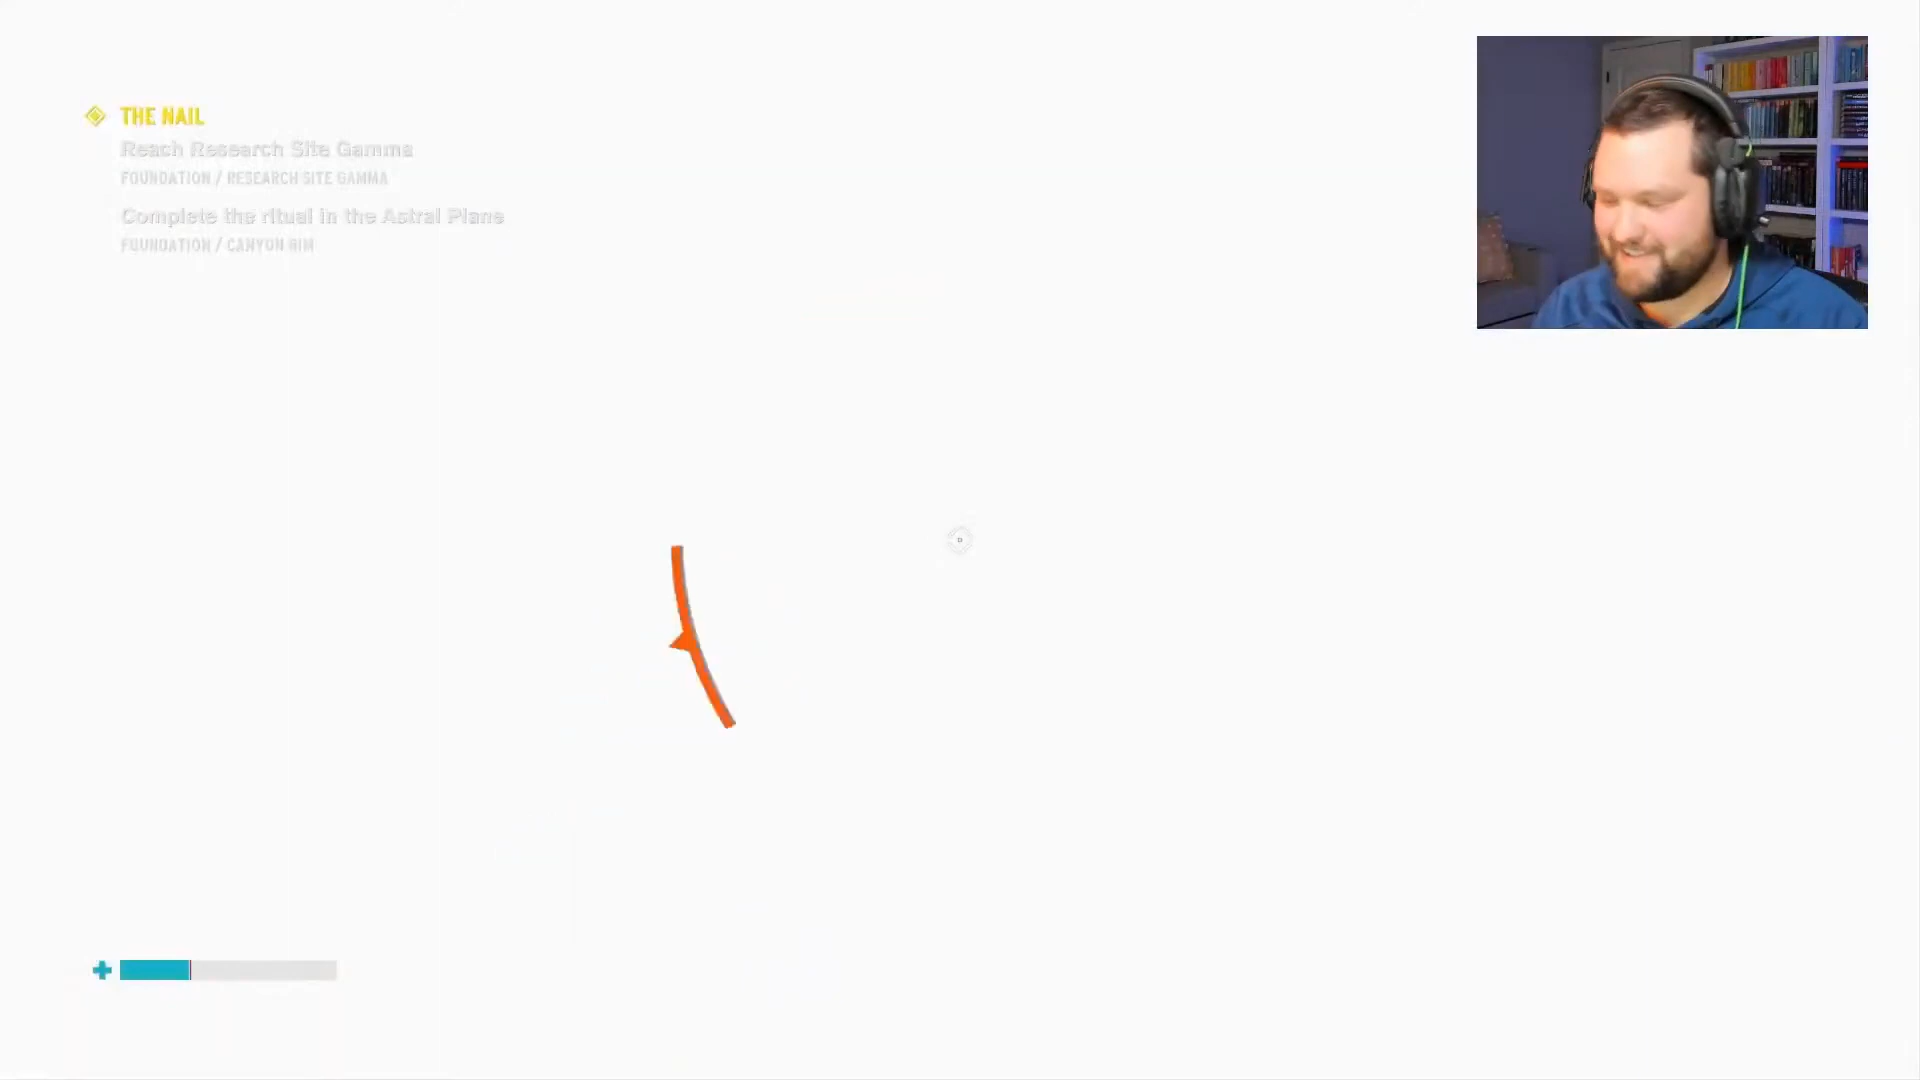 THE NAIL
Reach Research Site Gamma
FOUNDATION / RESEARCH SITE GAMMA
Complete the ritual in the Astral Plane
FOUNDATION / CANYON RIM